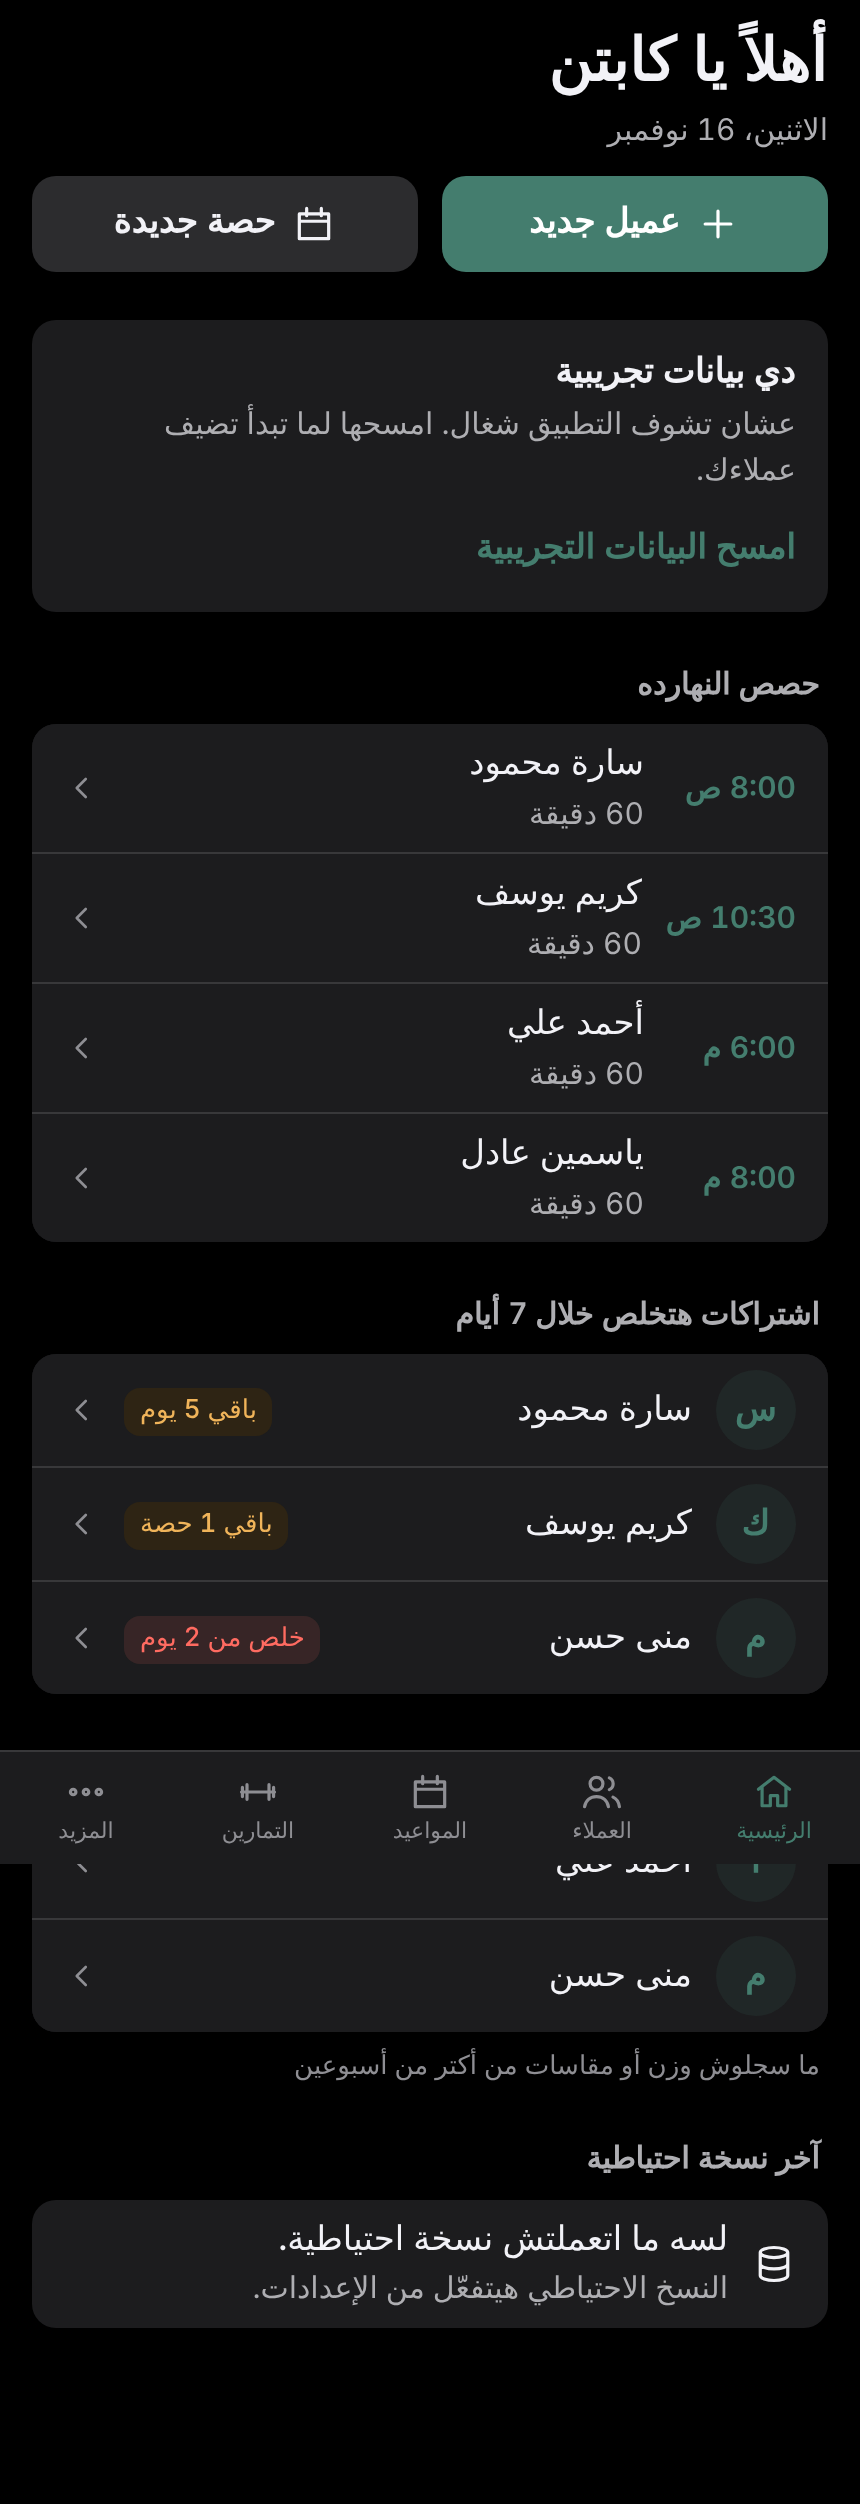 أهلاً يا كابتن
الاثنين، 16 نوفمبر
عميل جديد
حصة جديدة
دي بيانات تجريبية
عشان تشوف التطبيق شغال. امسحها لما تبدأ تضيف
عملاءك.
امسح البيانات التجريبية
حصص النهارده
8:00 ص
سارة محمود
60 دقيقة
10:30 ص
كريم يوسف
60 دقيقة
6:00 م
أحمد علي
60 دقيقة
8:00 م
ياسمين عادل
60 دقيقة
اشتراكات هتخلص خلال 7 أيام
س
سارة محمود
باقي 5 يوم
ك
كريم يوسف
باقي 1 حصة
م
منى حسن
خلص من 2 يوم
الرئيسية
العملاء
المواعيد
التمارين
المزيد
أحمد علي
م
منى حسن
ما سجلوش وزن أو مقاسات من أكتر من أسبوعين
آخر نسخة احتياطية
لسه ما اتعملتش نسخة احتياطية.
النسخ الاحتياطي هيتفعّل من الإعدادات.